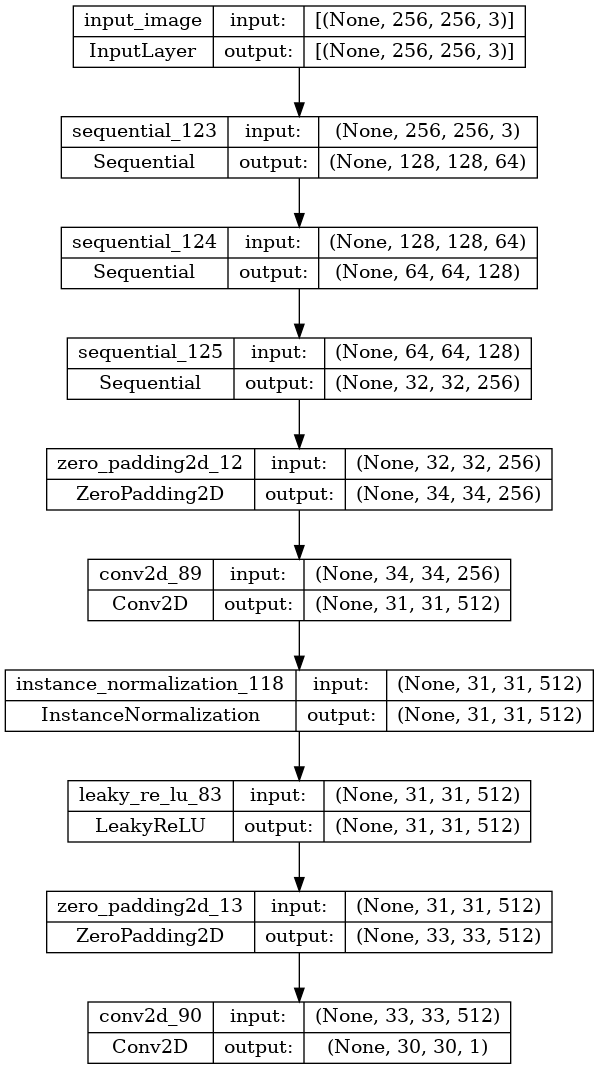 input_image input: [(None, 256, 256, 3)]
InputLayer output: [(None, 256, 256, 3)]
sequential_123 input: (None, 256, 256, 3)
Sequential output: (None, 128, 128, 64)
sequential_124 input: (None, 128, 128, 64)
Sequential output: (None, 64, 64, 128)
sequential_125 input: (None, 64, 64, 128)
Sequential output: (None, 32, 32, 256)
zero_padding2d_12 input: (None, 32, 32, 256)
ZeroPadding2D output: (None, 34, 34, 256)
conv2d_89 input: (None, 34, 34, 256)
Conv2D output: (None, 31, 31, 512)
instance_normalization_118 input: (None, 31, 31, 512)
InstanceNormalization output: (None, 31, 31, 512)
leaky_re_lu_83 input: (None, 31, 31, 512)
LeakyReLU output: (None, 31, 31, 512)
zero_padding2d_13 input: (None, 31, 31, 512)
ZeroPadding2D output: (None, 33, 33, 512)
conv2d_90 input: (None, 33, 33, 512)
Conv2D output: (None, 30, 30, 1)